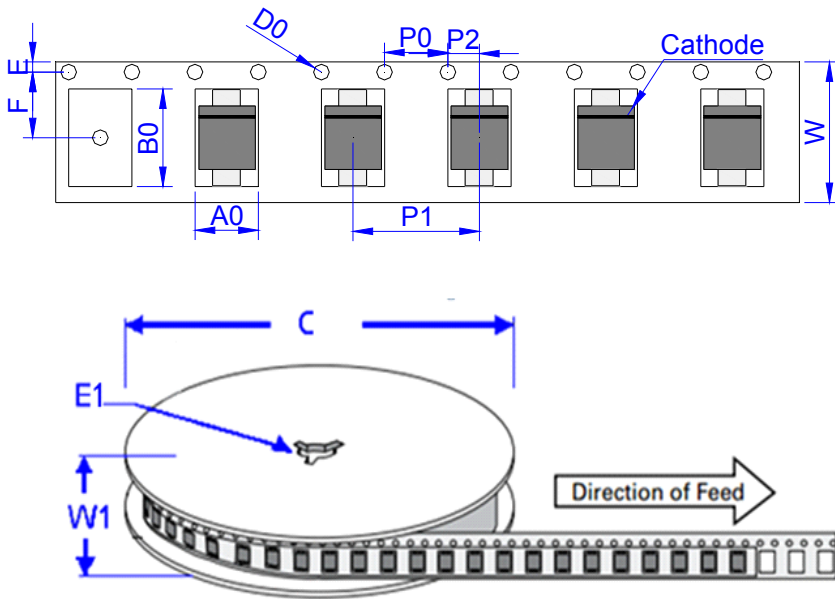 D0
P0
P2
Cathode
E
F
B0
W
A0
P1
C
E1
W1
Direction of Feed